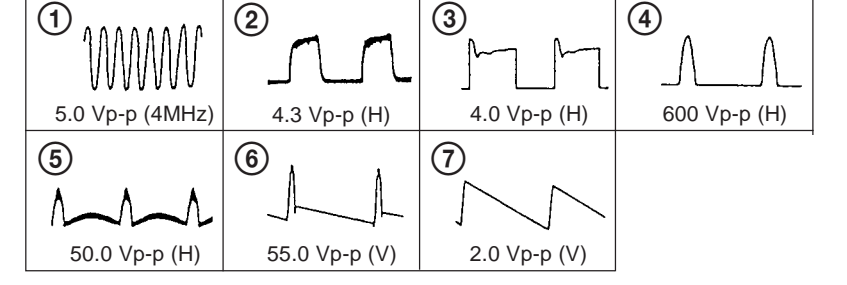 ① ② ③ ④
5.0 Vp-p (4MHz) 4.3 Vp-p (H) 4.0 Vp-p (H) 600 Vp-p (H)
⑤ ⑥ ⑦
50.0 Vp-p (H) 55.0 Vp-p (V) 2.0 Vp-p (V)